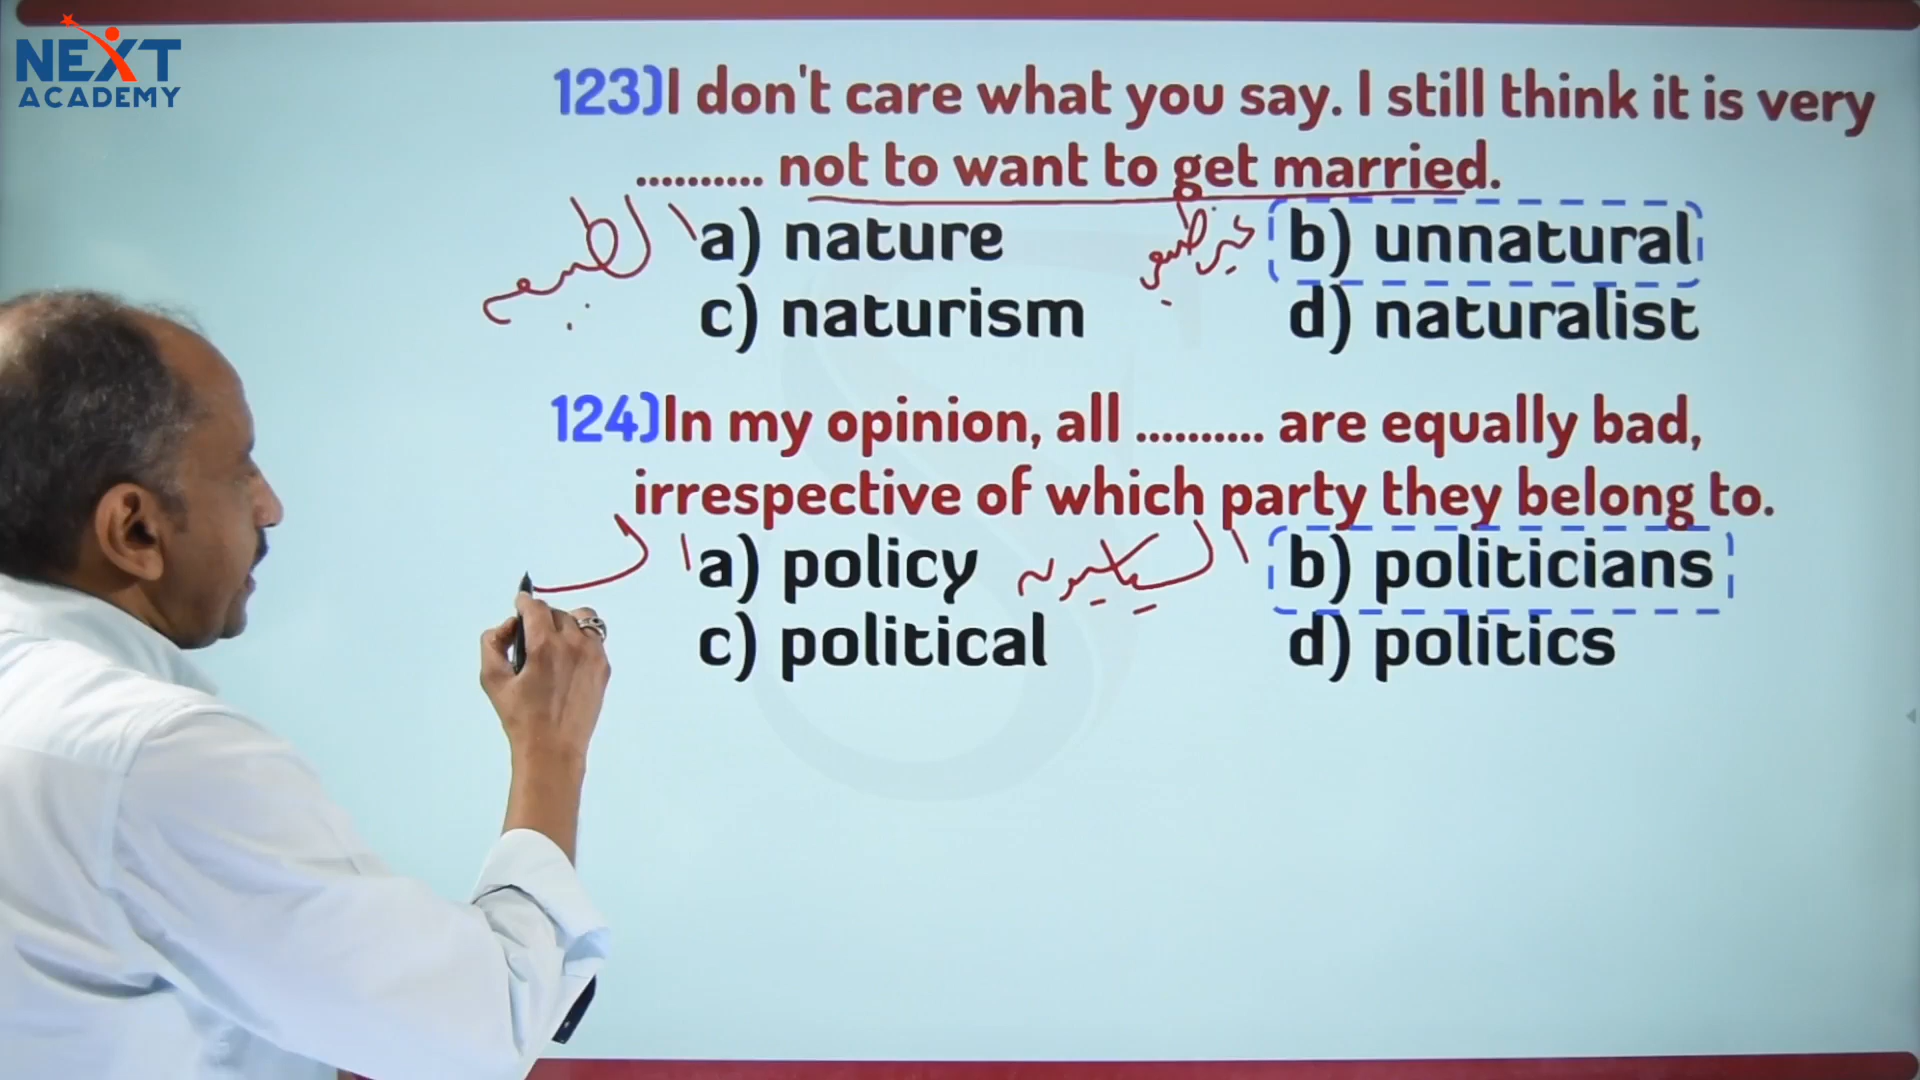 NEXT
ACADEMY
123)I don't care what you say. I still think it is very
.......... not to want to get married.
a) nature
b) unnatural
الطبيعه
غير طبيعي
c) naturism
d) naturalist
124)In my opinion, all .......... are equally bad,
irrespective of which party they belong to.
a) policy
b) politicians
السياسيون
c) political
d) politics